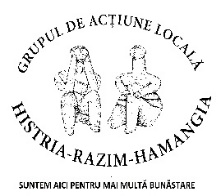 GRUPUL DE ACȚIUNE LOCALĂ
HISTRIA-RAZIM-HAMANGIA
SUNTEM AICI PENTRU MAI MULTĂ BUNĂSTARE